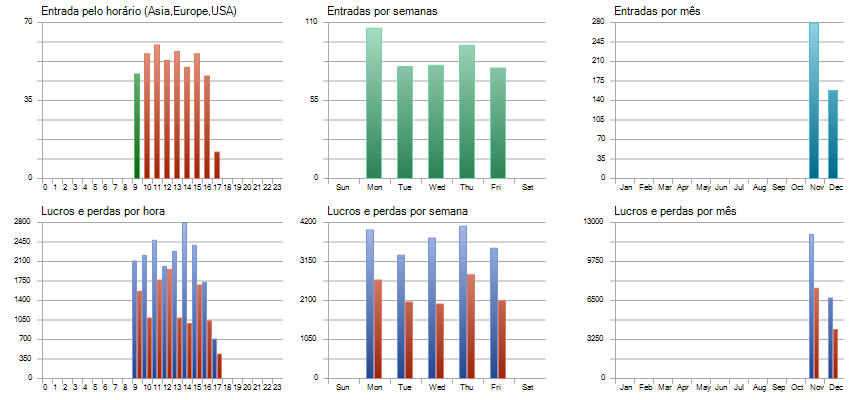 Entrada pelo horário (Asia,Europe,USA)
70
35
0
0 1 2 3 4 5 6 7 8 9 10 11 12 13 14 15 16 17 18 19 20 21 22 23
Entradas por semanas
110
55
0
Sun Mon Tue Wed Thu Fri Sat
Entradas por mês
280
245
210
175
140
105
70
35
0
Jan Feb Mar Apr May Jun Jul Aug Sep Oct Nov Dec
Lucros e perdas por hora
2800
2450
2100
1750
1400
1050
700
350
0
0 1 2 3 4 5 6 7 8 9 10 11 12 13 14 15 16 17 18 19 20 21 22 23
Lucros e perdas por semana
4200
3150
2100
1050
0
Sun Mon Tue Wed Thu Fri Sat
Lucros e perdas por mês
13000
9750
6500
3250
0
Jan Feb Mar Apr May Jun Jul Aug Sep Oct Nov Dec